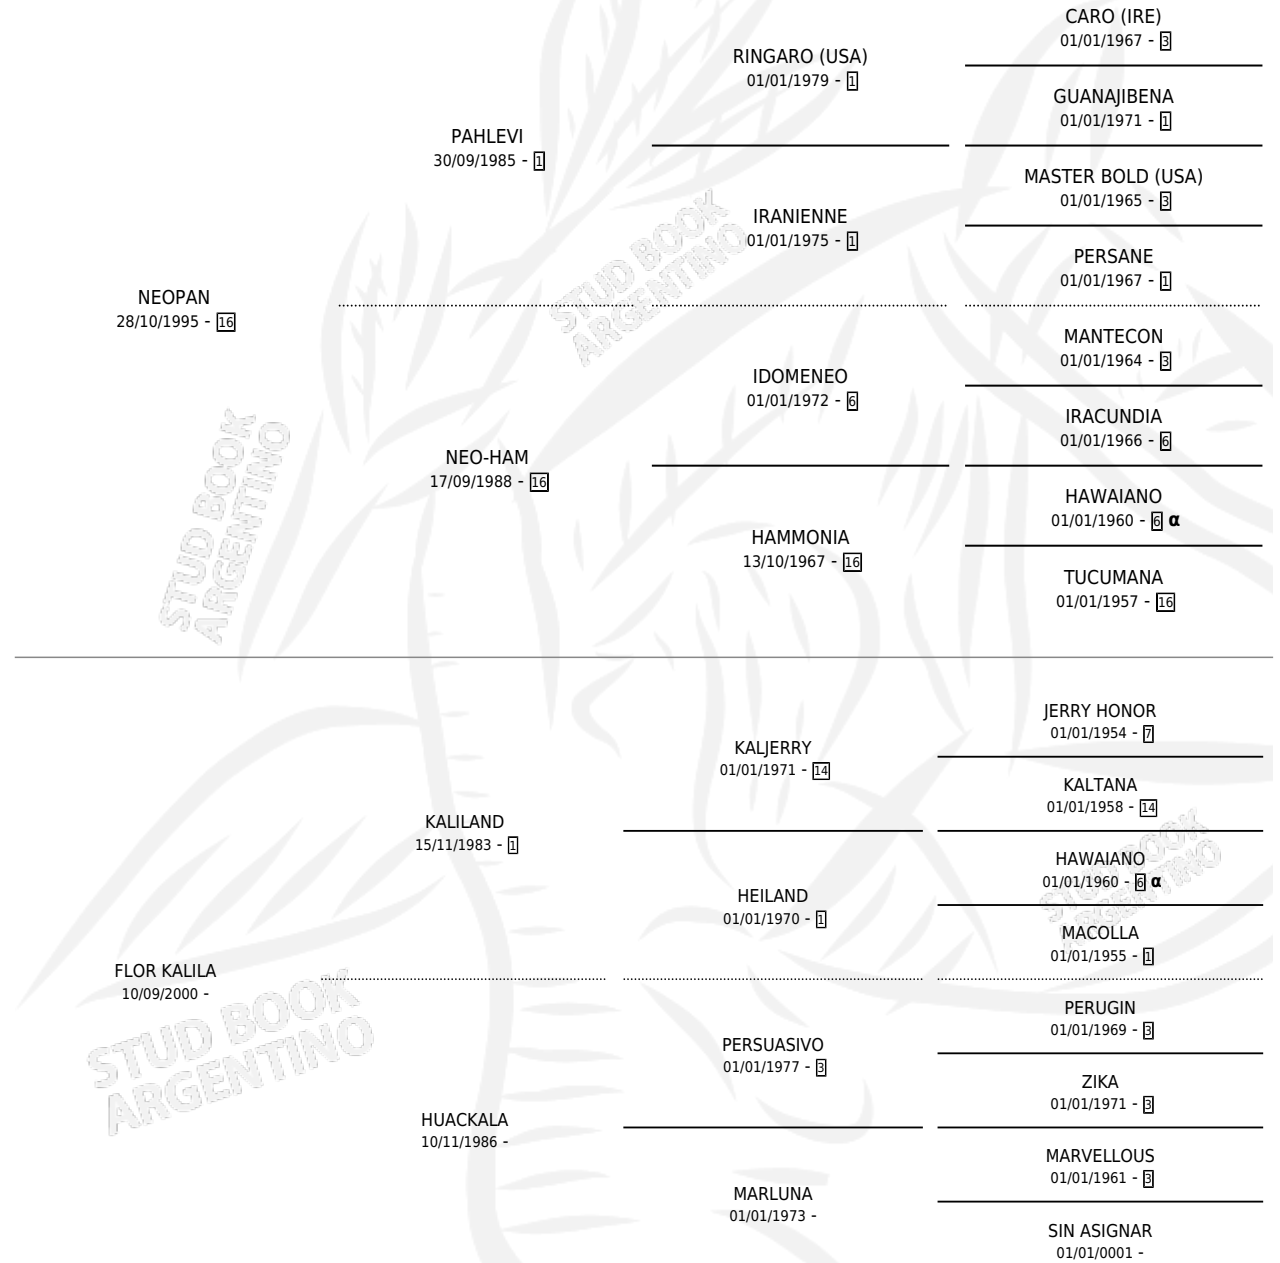 CARO (IRE)
01/01/1967 - 3
RINGARO (USA)
01/01/1979 - 1
GUANAJIBENA
01/01/1971 - 1
PAHLEVI
30/09/1985 - 1
MASTER BOLD (USA)
01/01/1965 - 3
IRANIENNE
01/01/1975 - 1
PERSANE
01/01/1967 - 1
NEOPAN
28/10/1995 - 16
MANTECON
01/01/1964 - 3
IDOMENEO
01/01/1972 - 6
IRACUNDIA
01/01/1966 - 6
NEO-HAM
17/09/1988 - 16
HAWAIANO
01/01/1960 - 6 α
HAMMONIA
13/10/1967 - 16
TUCUMANA
01/01/1957 - 16
JERRY HONOR
01/01/1954 - 7
KALJERRY
01/01/1971 - 14
KALTANA
01/01/1958 - 14
KALILAND
15/11/1983 - 1
HAWAIANO
01/01/1960 - 6 α
HEILAND
01/01/1970 - 1
MACOLLA
01/01/1955 - 1
FLOR KALILA
10/09/2000 -
PERUGIN
01/01/1969 - 3
PERSUASIVO
01/01/1977 - 3
ZIKA
01/01/1971 - 3
HUACKALA
10/11/1986 -
MARVELLOUS
01/01/1961 - 3
MARLUNA
01/01/1973 -
SIN ASIGNAR
01/01/0001 -
STUD BOOK
ARGENTINO
STUD BOOK
ARGENTINO
STUD BOOK
ARGENTINO
STUD BOOK
ARGENTINO